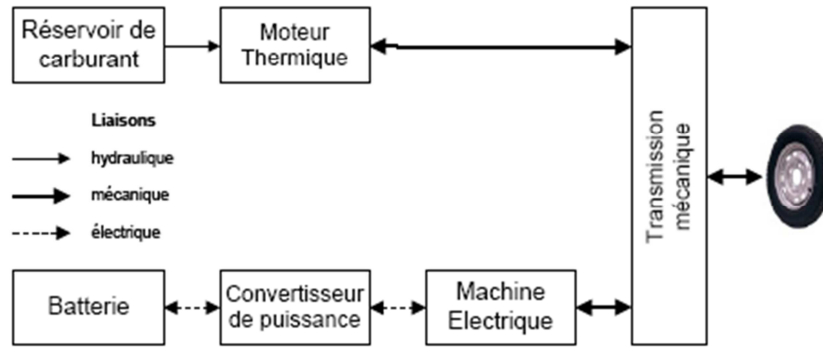 Réservoir de
carburant
Moteur
Thermique
Liaisons
hydraulique
mécanique
électrique
Transmission
mécanique
Batterie
Convertisseur
de puissance
Machine
Electrique